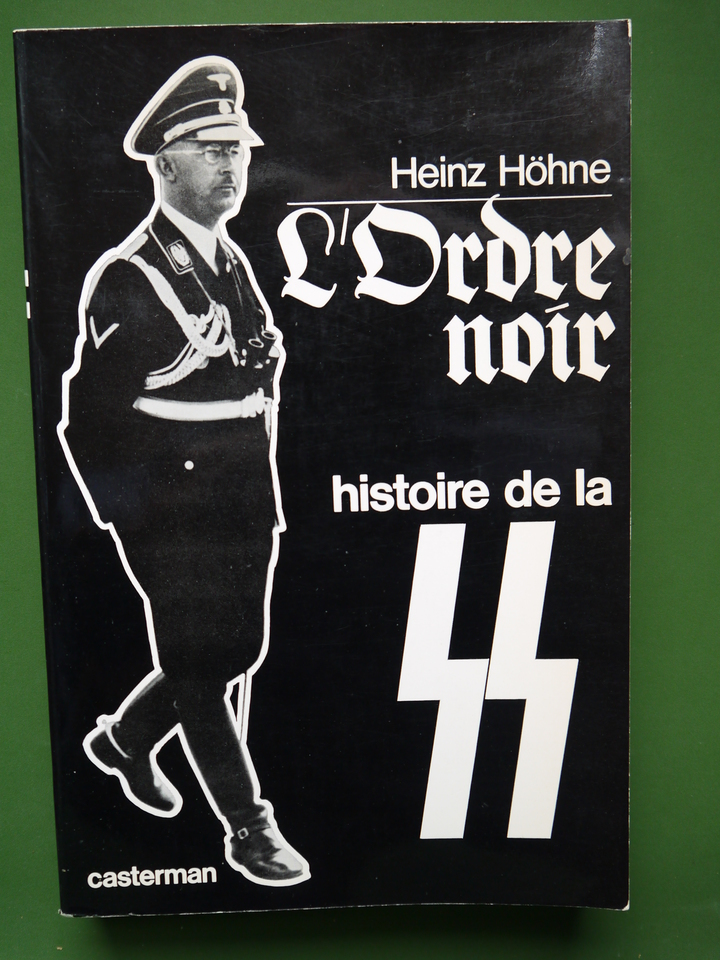 Heinz Höhne
L'Ordre
noir
histoire de la
SS
casterman